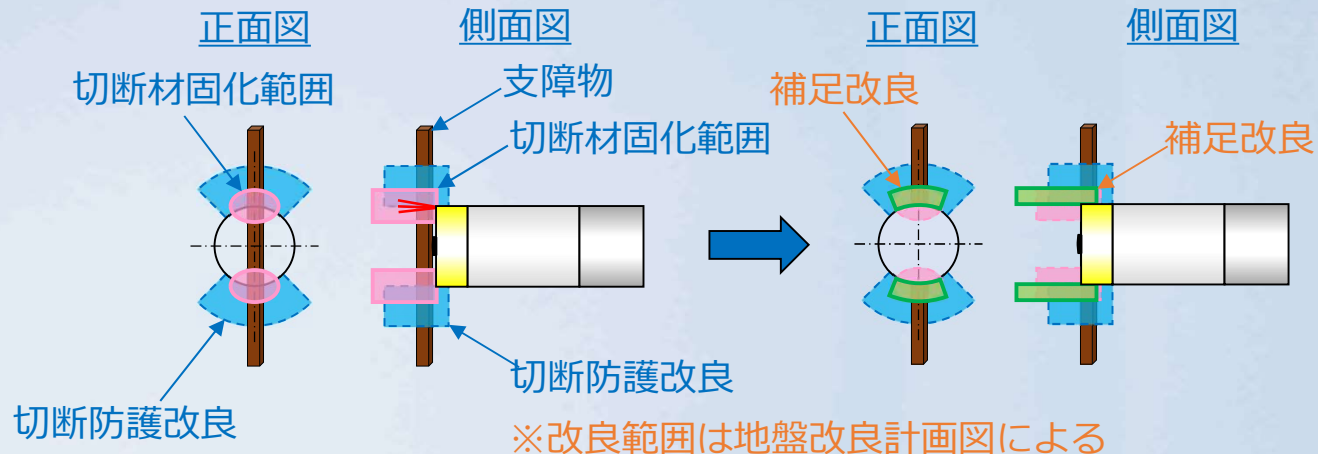 正面図
側面図
正面図
側面図
切断材固化範囲
支障物
補足改良
切断材固化範囲
補足改良
切断防護改良
切断防護改良
※改良範囲は地盤改良計画図による